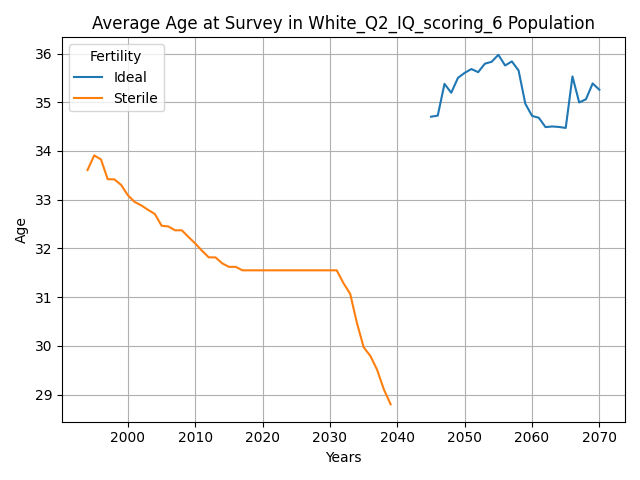 Average Age at Survey in White_Q2_IQ_scoring_6 Population
Fertility
Ideal
Sterile
36
35
34
33
32
31
30
29
Age
2000 2010 2020 2030 2040 2050 2060 2070
Years